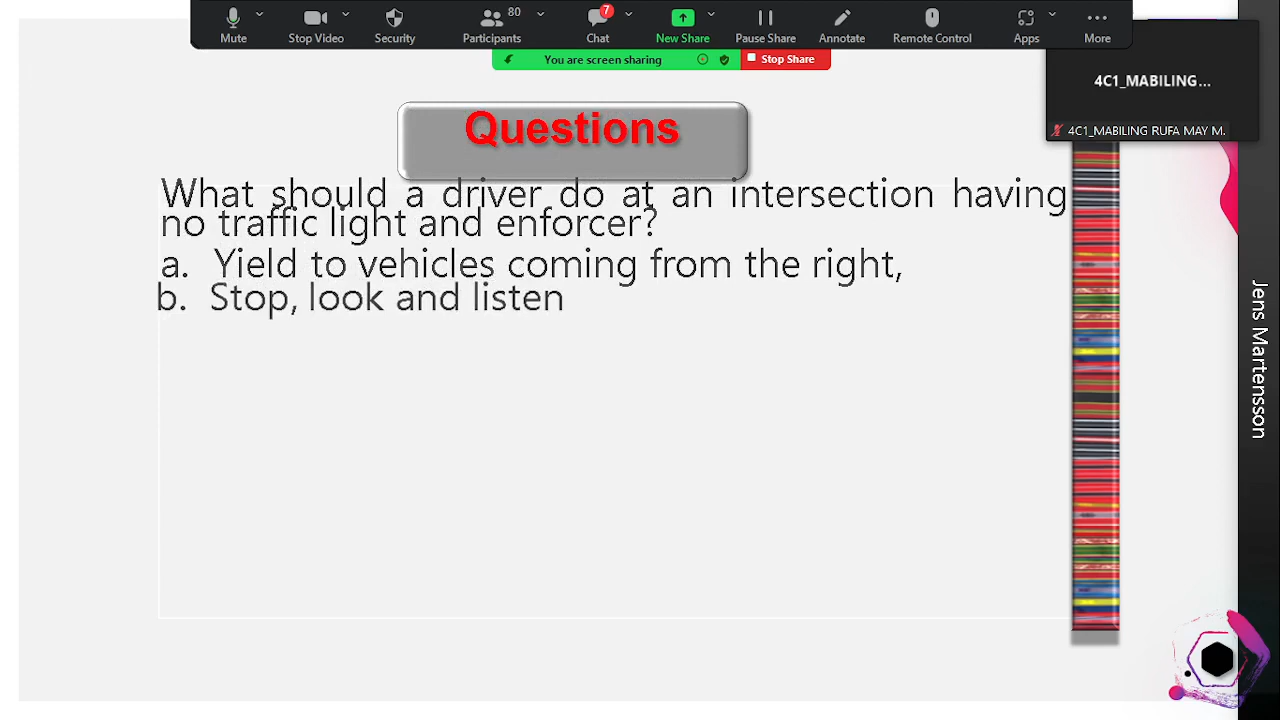 80
7
Mute
Stop Video
Security
Participants
Chat
New Share
Pause Share
Annotate
Remote Control
Apps
More
You are screen sharing
Stop Share
4C1_MABILING...
4C1_MABILING RUFA MAY M.
Questions
What should a driver do at an intersection having
no traffic light and enforcer?
a. Yield to vehicles coming from the right,
b. Stop, look and listen
Jens Martensson